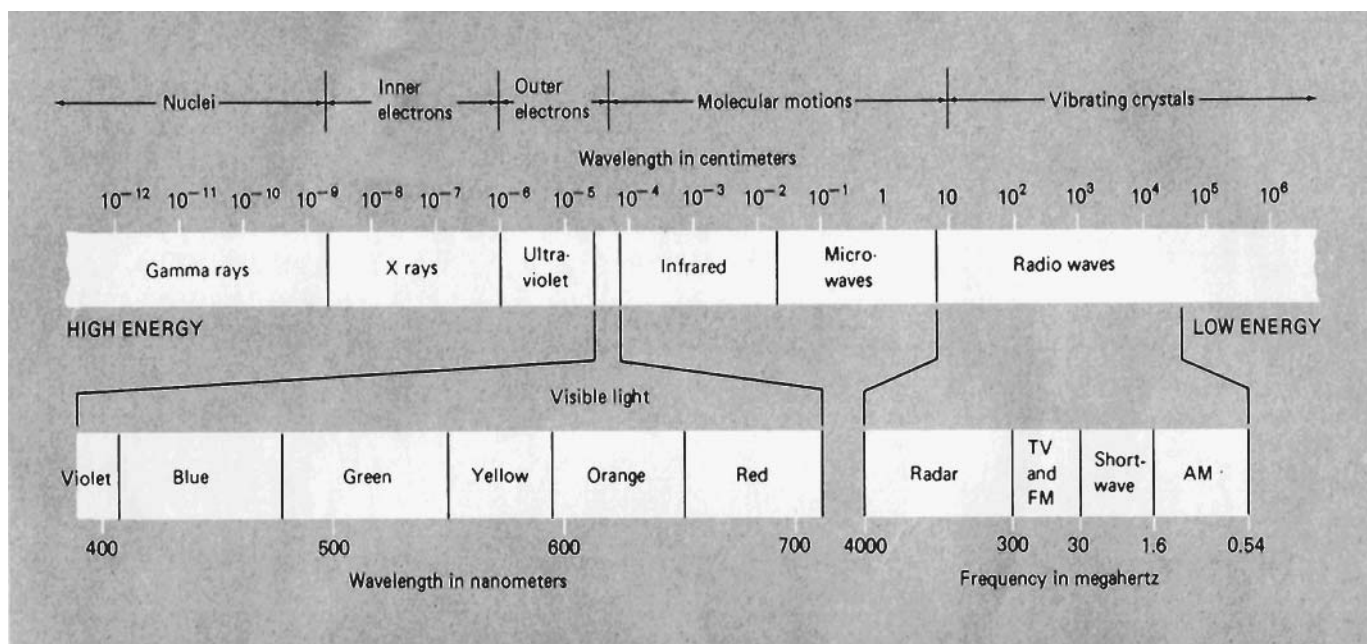 Nuclei Inner electrons Outer electrons Molecular motions Vibrating crystals
Wavelength in centimeters
10⁻¹² 10⁻¹¹ 10⁻¹⁰ 10⁻⁹ 10⁻⁸ 10⁻⁷ 10⁻⁶ 10⁻⁵ 10⁻⁴ 10⁻³ 10⁻² 10⁻¹ 1 10 10² 10³ 10⁴ 10⁵ 10⁶
Gamma rays X rays Ultra-violet Infrared Micro-waves Radio waves
HIGH ENERGY LOW ENERGY
Visible light
Violet Blue Green Yellow Orange Red Radar TV and FM Short-wave AM
400 500 600 700 4000 300 30 1.6 0.54
Wavelength in nanometers Frequency in megahertz